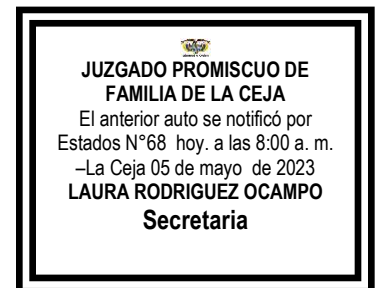 JUZGADO PROMISCUO DE
FAMILIA DE LA CEJA
El anterior auto se notificó por
Estados N°68 hoy. a las 8:00 a. m.
–La Ceja 05 de mayo de 2023
LAURA RODRIGUEZ OCAMPO
Secretaria